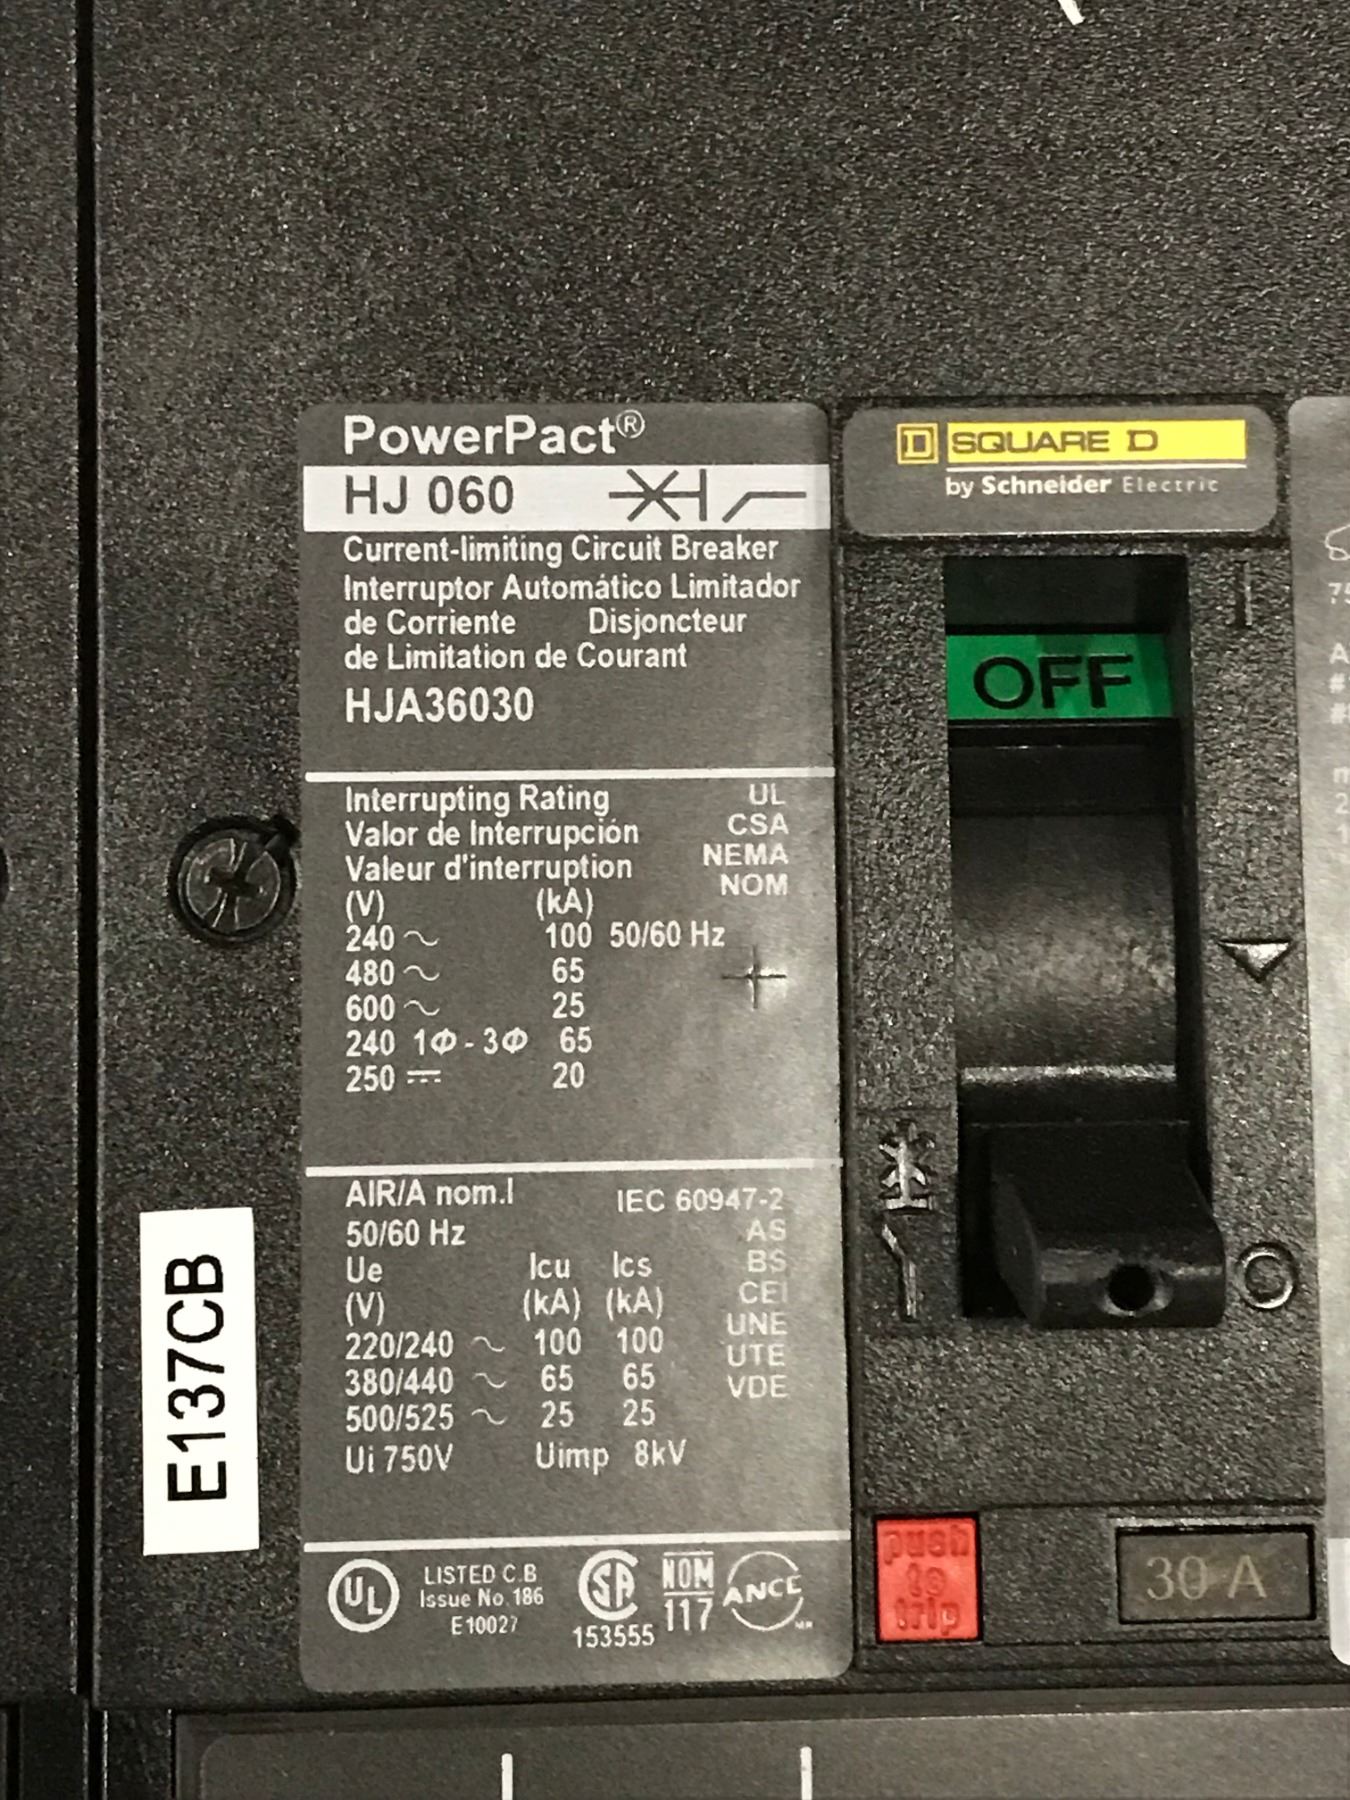 PowerPact®
HJ 060
Current-limiting Circuit Breaker
Interruptor Automático Limitador
de Corriente Disjoncteur
de Limitation de Courant
HJA36030
Interrupting Rating UL
Valor de Interrupción CSA
Valeur d'interruption NEMA
NOM
(V) (kA)
240 ~ 100 50/60 Hz
480 ~ 65
600 ~ 25
240 1Φ - 3Φ 65
250 ⎓ 20
AIR/A nom.I IEC 60947-2
50/60 Hz AS
Ue Icu Ics BS
(V) (kA) (kA) CEI
220/240 ~ 100 100 UNE
380/440 ~ 65 65 UTE
500/525 ~ 25 25 VDE
Ui 750V Uimp 8kV
UL
LISTED C.B
Issue No.186
E10027
SA
153555
NOM
117
ANCE
E137CB
D SQUARE D
by Schneider Electric
I
OFF
O
push
to
trip
30 A